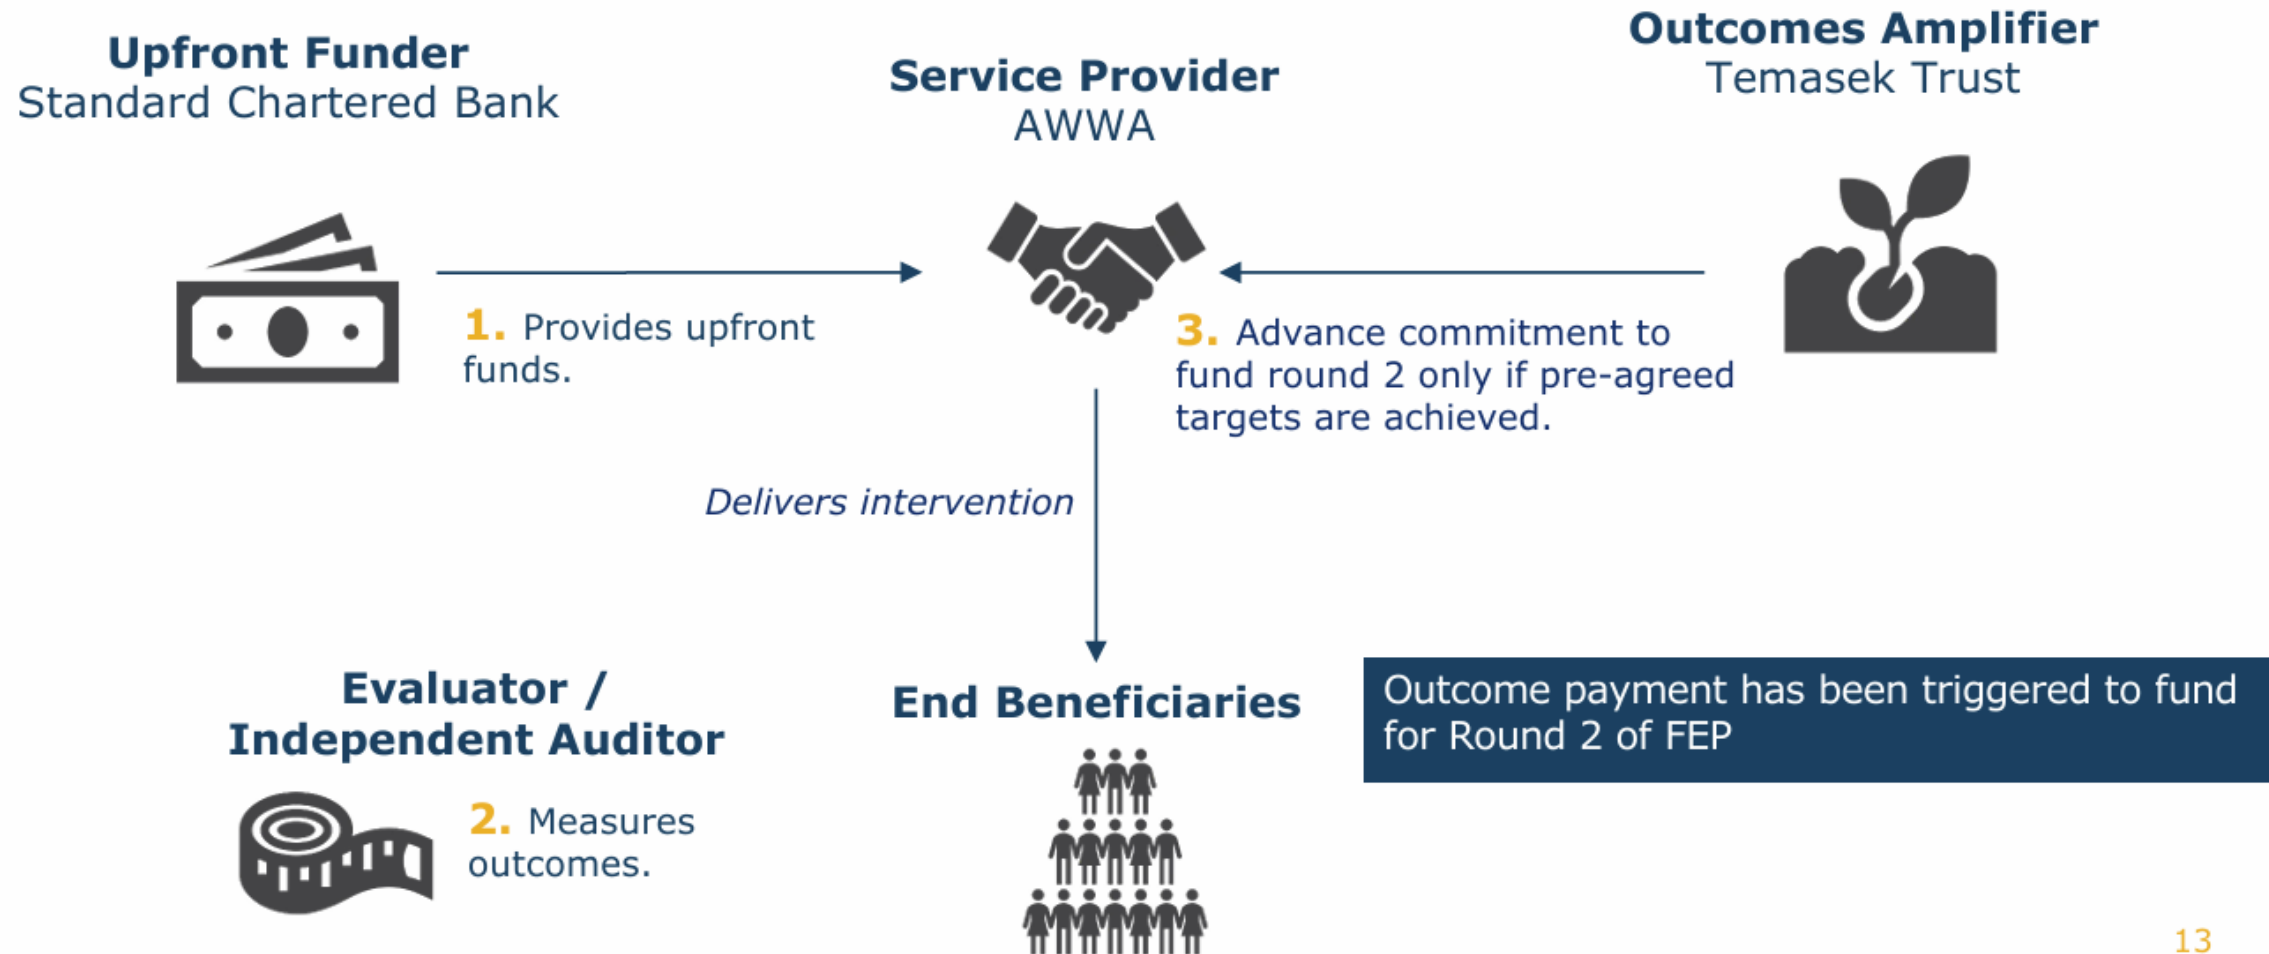 Upfront Funder
Standard Chartered Bank
Service Provider
AWWA
Outcomes Amplifier
Temasek Trust
1. Provides upfront
funds.
3. Advance commitment to
fund round 2 only if pre-agreed
targets are achieved.
Delivers intervention
Evaluator /
Independent Auditor
2. Measures
outcomes.
End Beneficiaries
Outcome payment has been triggered to fund
for Round 2 of FEP
13